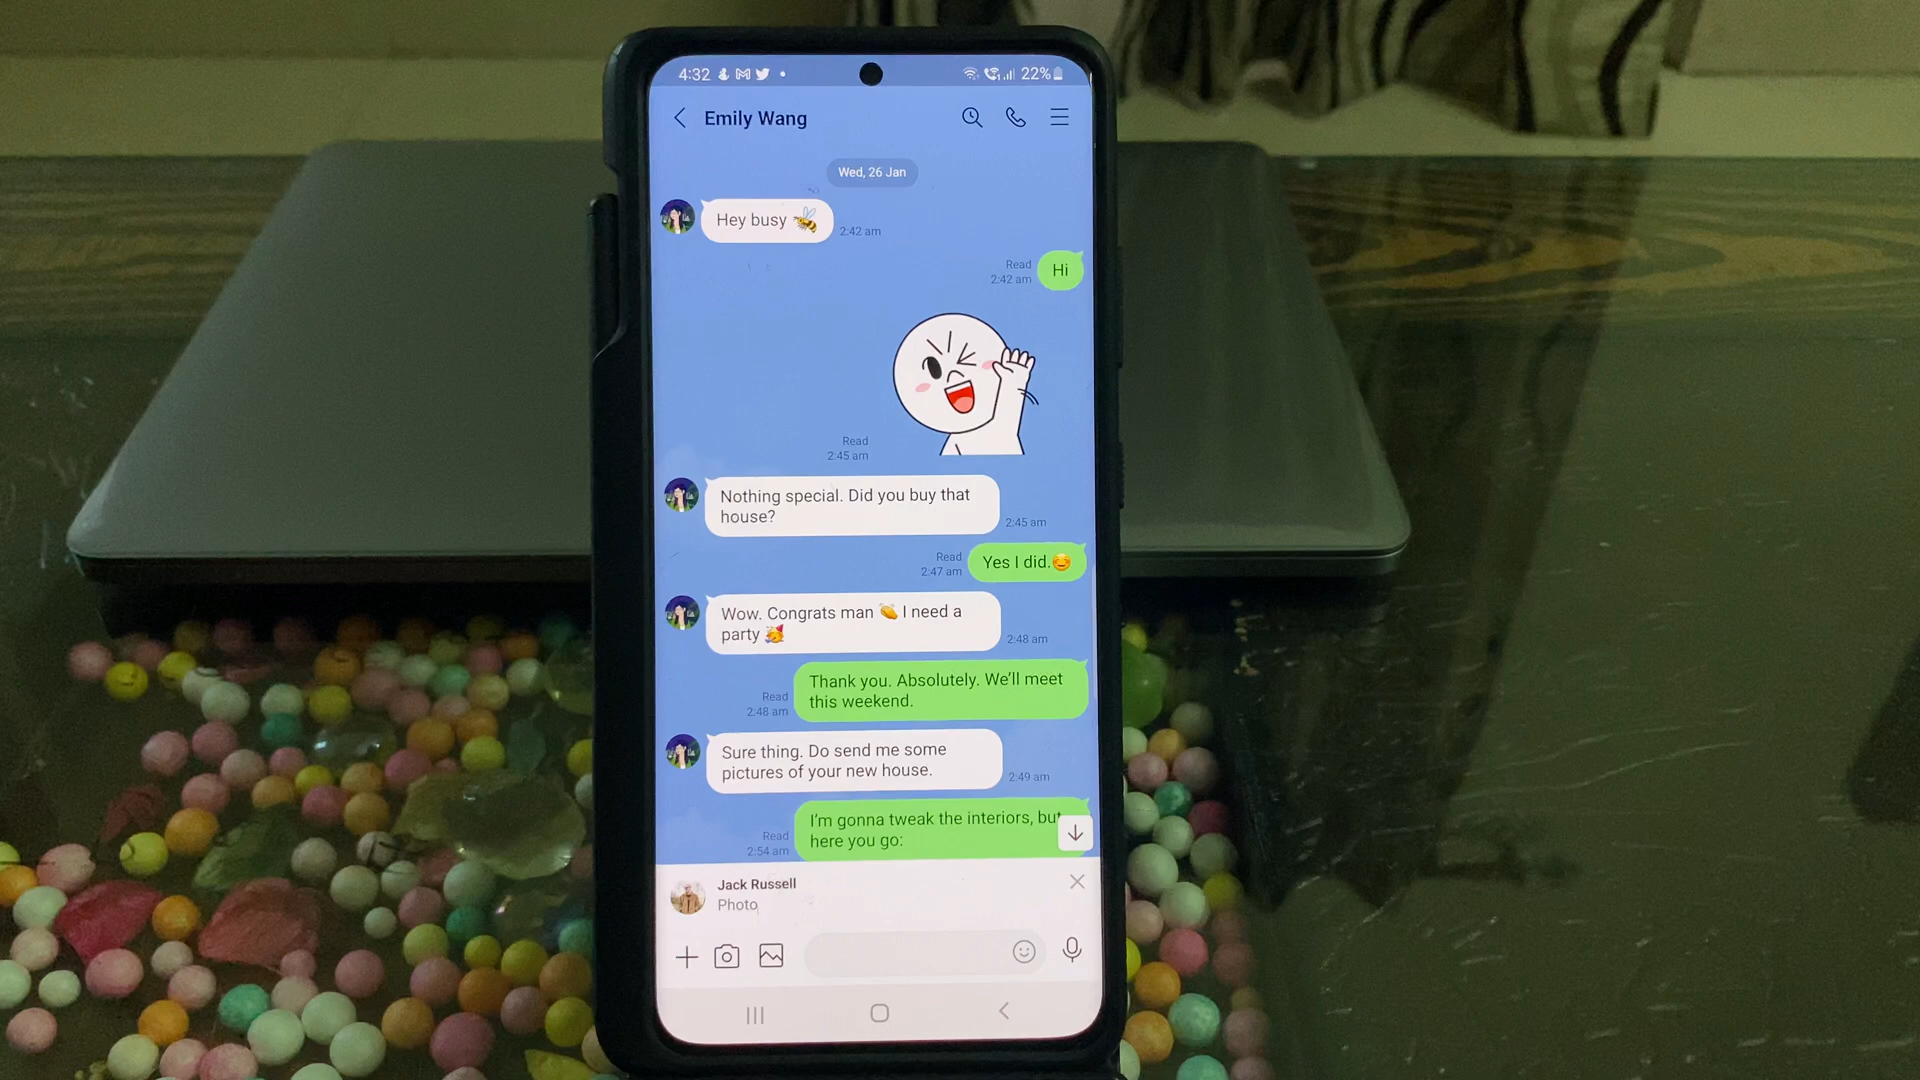 4:32
22%
Emily Wang
Wed, 26 Jan
Hey busy 🐝
2:42 am
Read
2:42 am
Hi
Read
2:45 am
Nothing special. Did you buy that
house?
2:45 am
Read
2:47 am
Yes I did.😊
Wow. Congrats man 👏 I need a
party 🥳
2:48 am
Thank you. Absolutely. We'll meet
this weekend.
Read
2:48 am
Sure thing. Do send me some
pictures of your new house.
2:49 am
I'm gonna tweak the interiors, but
here you go:
Read
2:54 am
Jack Russell
Photo